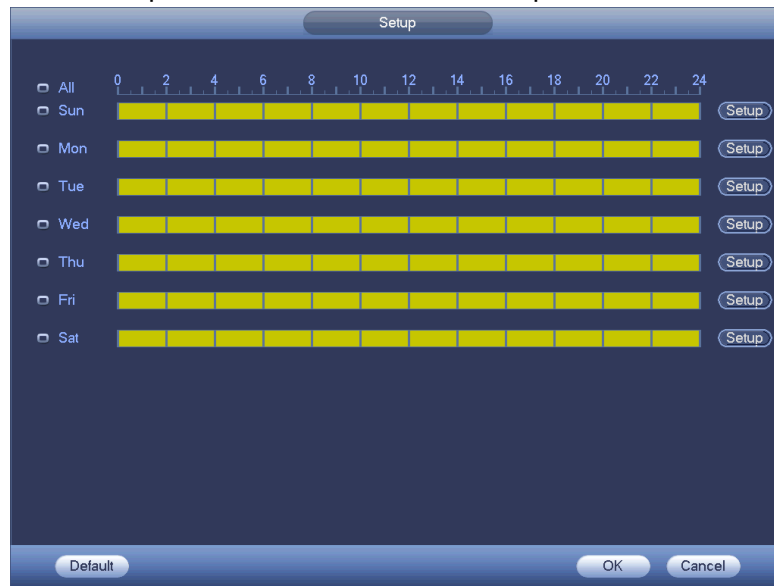 Setup
All 0 2 4 6 8 10 12 14 16 18 20 22 24
Sun Setup
Mon Setup
Tue Setup
Wed Setup
Thu Setup
Fri Setup
Sat Setup
Default OK Cancel